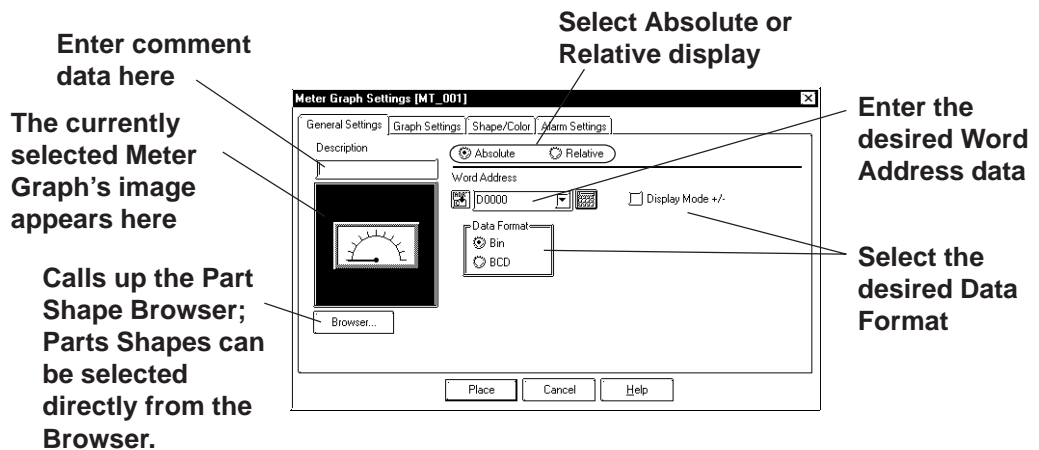 Select Absolute or
Relative display
Enter comment
data here
The currently
selected Meter
Graph's image
appears here
Calls up the Part
Shape Browser;
Parts Shapes can
be selected
directly from the
Browser.
Meter Graph Settings [MT_001]
General Settings Graph Settings Shape/Color Alarm Settings
Description
Absolute Relative
Word Address
D0000
Display Mode +/-
Data Format
Bin
BCD
Browser...
Place Cancel Help
Enter the
desired Word
Address data
Select the
desired Data
Format